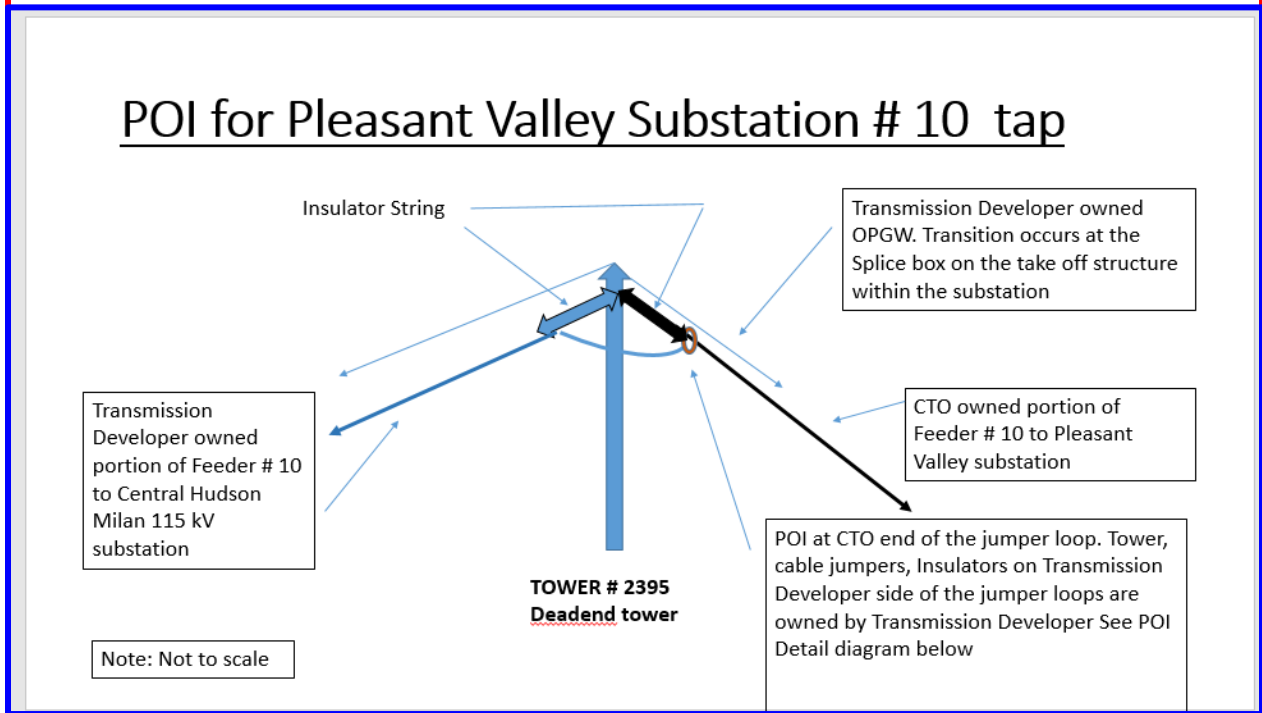 POI for Pleasant Valley Substation # 10  tap
Insulator String
Transmission Developer owned
OPGW. Transition occurs at the
Splice box on the take off structure
within the substation
Transmission
Developer owned
portion of Feeder # 10
to Central Hudson
Milan 115 kV
substation
CTO owned portion of
Feeder # 10 to Pleasant
Valley substation
POI at CTO end of the jumper loop. Tower,
cable jumpers, Insulators on Transmission
Developer side of the jumper loops are
owned by Transmission Developer See POI
Detail diagram below
TOWER # 2395
Deadend tower
Note: Not to scale